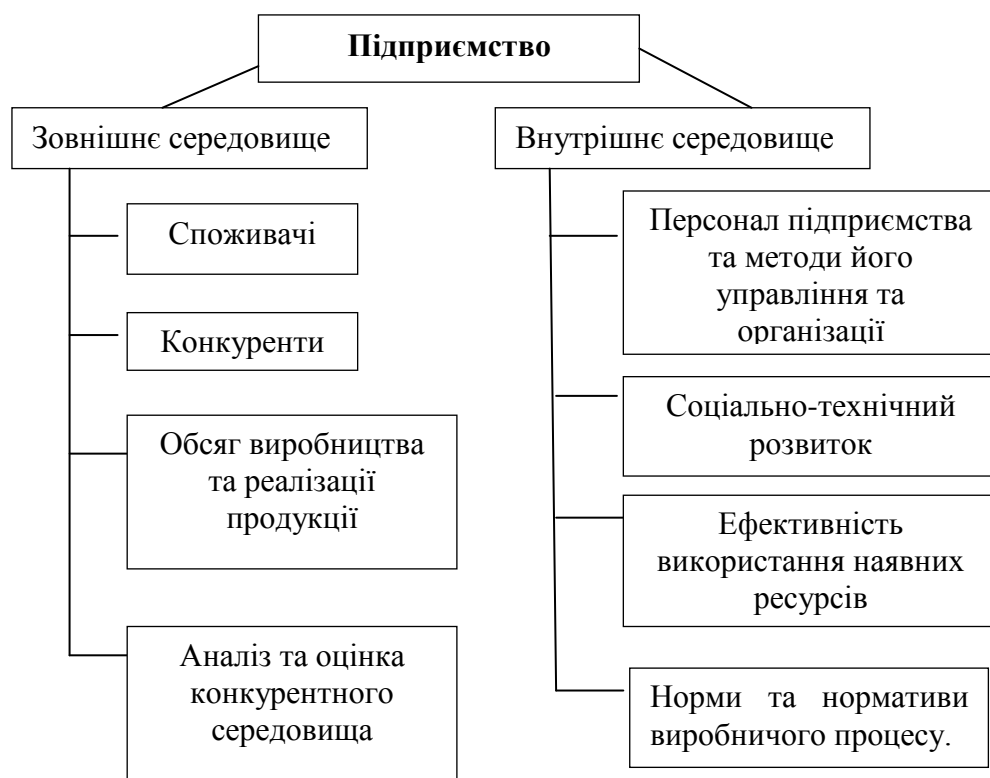 Підприємство
Зовнішнє середовище
Споживачі
Конкуренти
Обсяг виробництва
та реалізації
продукції
Аналіз та оцінка
конкурентного
середовища
Внутрішнє середовище
Персонал підприємства
та методи його
управління та
організації
Соціально-технічний
розвиток
Ефективність
використання наявних
ресурсів
Норми та нормативи
виробничого процесу.